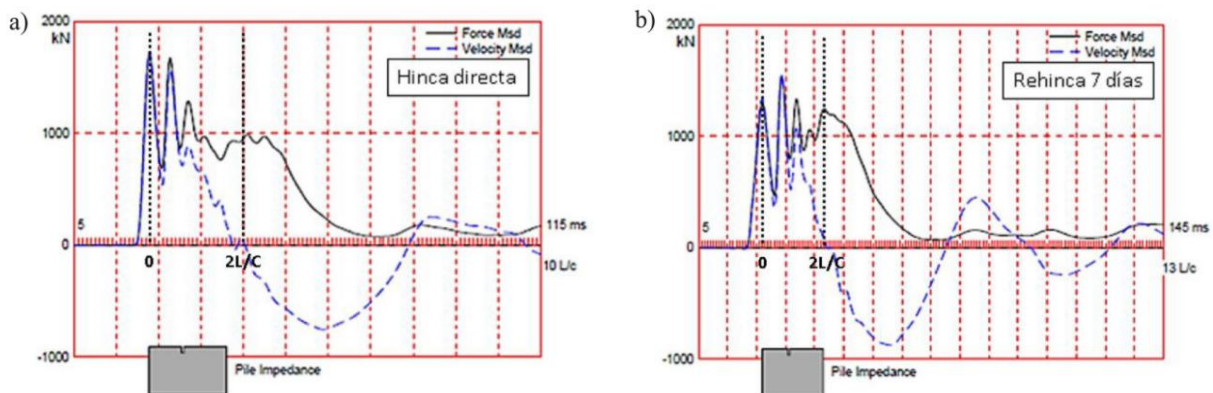 a)
2000
kN
Force Msd
Velocity Msd
Hinca directa
1000
5
115 ms
0
0
2L/C
10 L/c
-1000
Pile Impedance
b)
2000
kN
Force Msd
Velocity Msd
Rehinca 7 días
1000
5
145 ms
0
0
2L/C
13 L/c
-1000
Pile Impedance